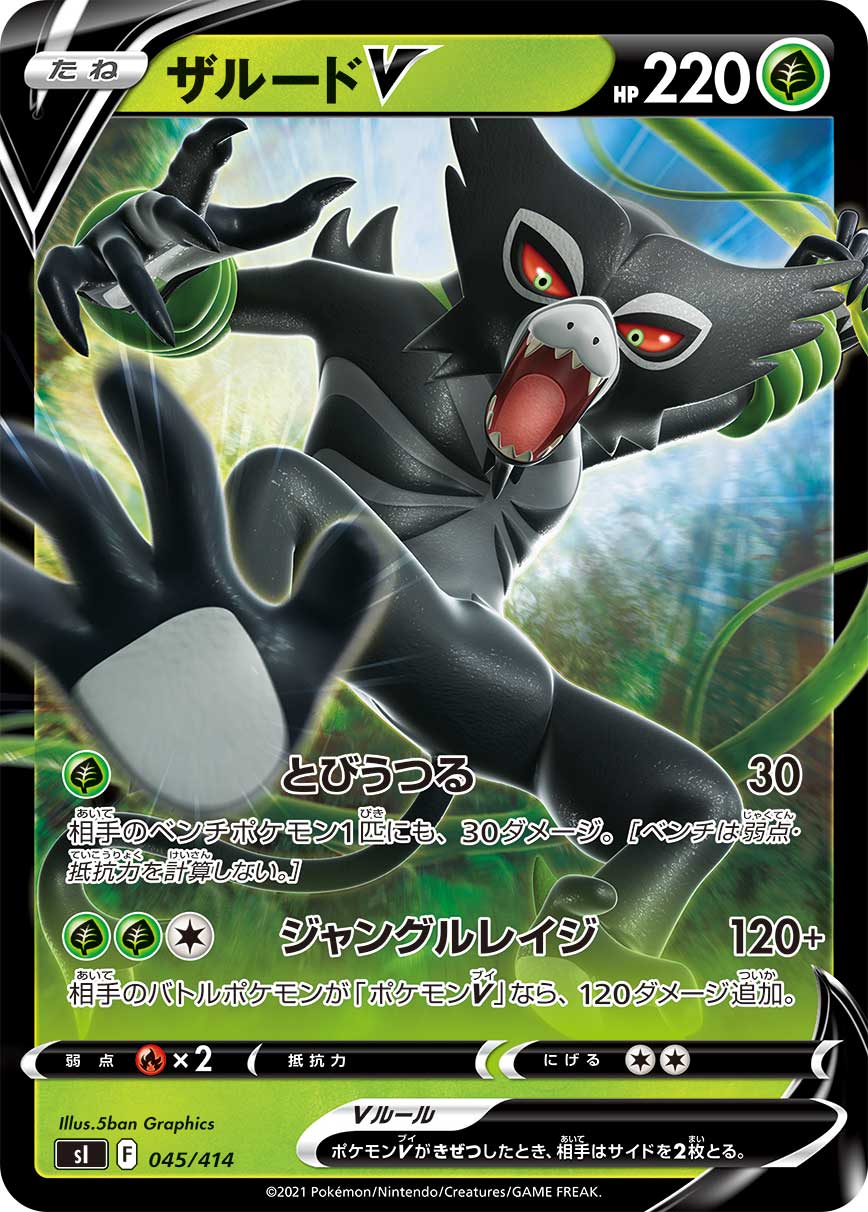 たね
ザルードV
HP 220
とびうつる 30
相手のベンチポケモン1匹にも、30ダメージ。[ベンチは弱点・
抵抗力を計算しない。]
ジャングルレイジ 120+
相手のバトルポケモンが「ポケモンV」なら、120ダメージ追加。
弱点 ×2 抵抗力 にげる
Illus.5ban Graphics
sI F 045/414
Vルール
ポケモンVがきぜつしたとき、相手はサイドを2枚とる。
©2021 Pokémon/Nintendo/Creatures/GAME FREAK.